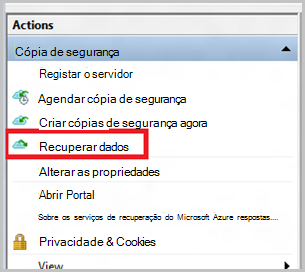 Actions
Cópia de segurança
Registar o servidor
Agendar cópia de segurança
Criar cópias de segurança agora
Recuperar dados
Alterar as propriedades
Abrir Portal
Sobre os serviços de recuperação do Microsoft Azure respostas....
Privacidade & Cookies
View